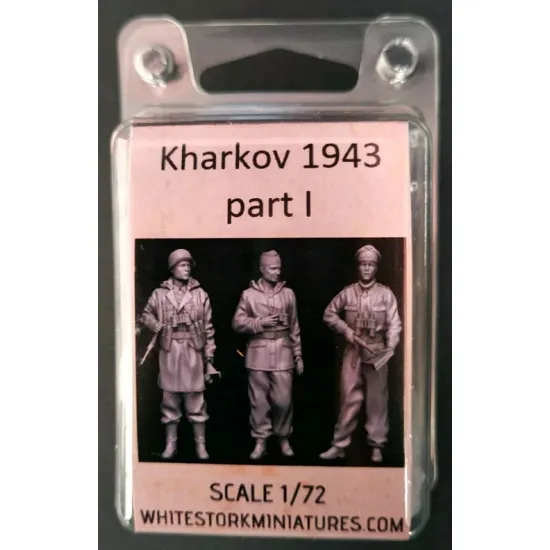 Kharkov 1943
part I
SCALE 1/72
WHITESTORKMINIATURES.COM